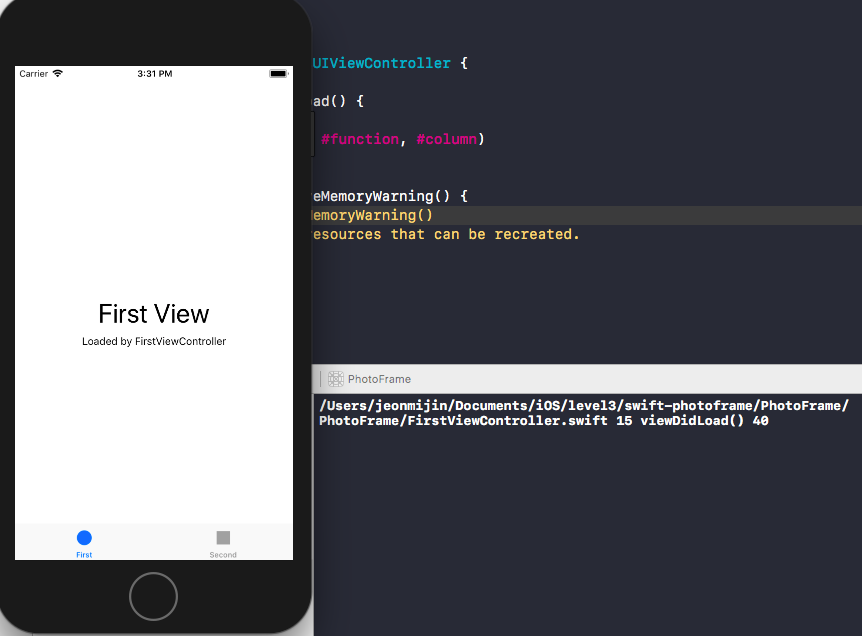 Carrier 3:31 PM
First View
Loaded by FirstViewController
First Second
UIViewController {
ad() {
#function, #column)
eMemoryWarning() {
emoryWarning()
esources that can be recreated.
PhotoFrame
/Users/jeonmijin/Documents/iOS/level3/swift-photoframe/PhotoFrame/
PhotoFrame/FirstViewController.swift 15 viewDidLoad() 40